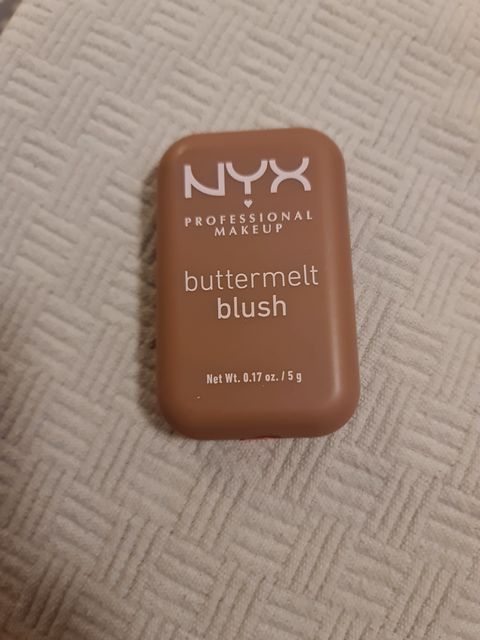 NYX
PROFESSIONAL
MAKEUP
buttermelt
blush
Net Wt. 0.17 oz. / 5 g